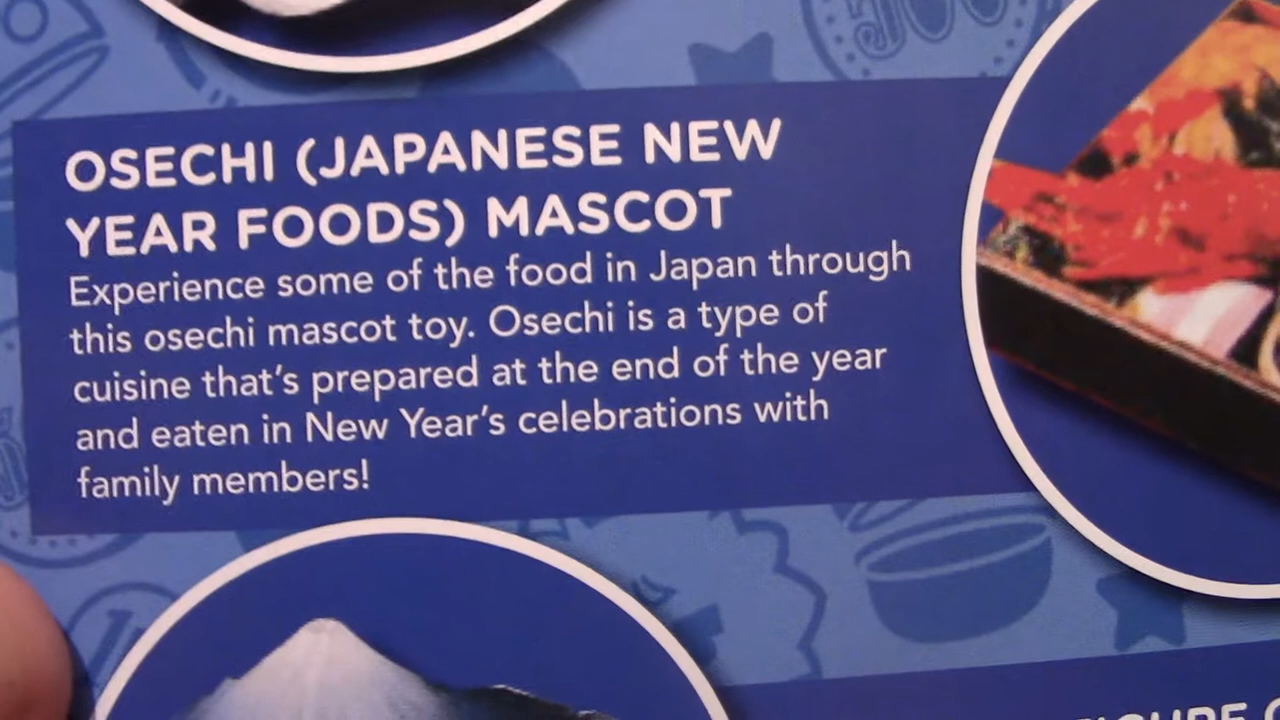 OSECHI (JAPANESE NEW
YEAR FOODS) MASCOT
Experience some of the food in Japan through
this osechi mascot toy. Osechi is a type of
cuisine that's prepared at the end of the year
and eaten in New Year's celebrations with
family members!